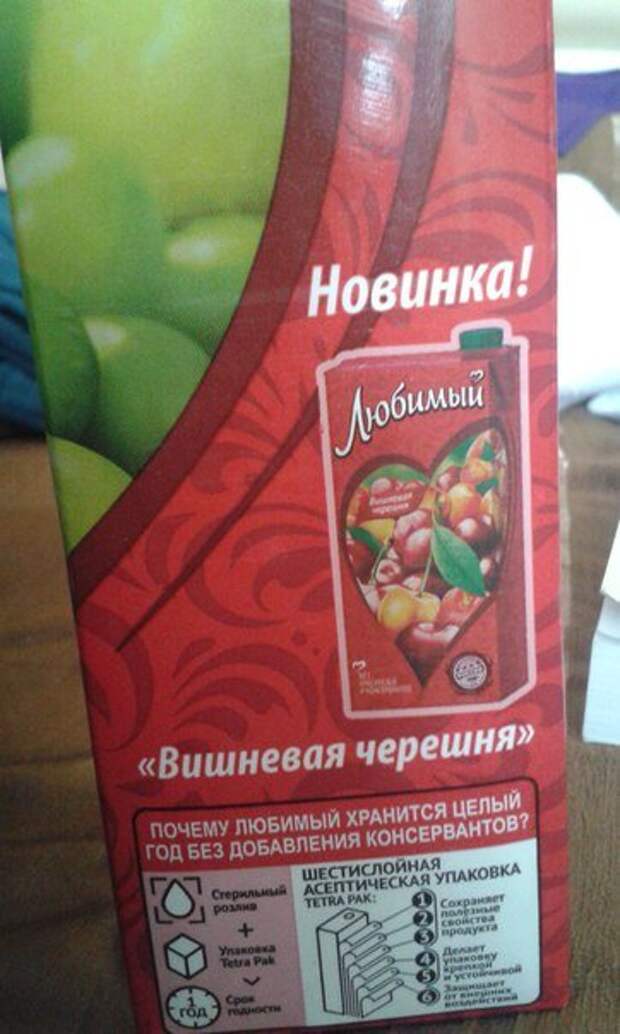 Новинка!
Любимый
Вишневая
черешня
«Вишневая черешня»
ПОЧЕМУ ЛЮБИМЫЙ ХРАНИТСЯ ЦЕЛЫЙ
ГОД БЕЗ ДОБАВЛЕНИЯ КОНСЕРВАНТОВ?
Стерильный
розлив
+
Упаковка
Tetra Pak
1
ГОД
Срок
годности
ШЕСТИСЛОЙНАЯ
АСЕПТИЧЕСКАЯ УПАКОВКА
TETRA PAK:
1
2
3
Сохраняет
полезные
свойства
продукта
4
5
Делает
упаковку
крепкой
и устойчивой
6
Защищает
от внешних
воздействий